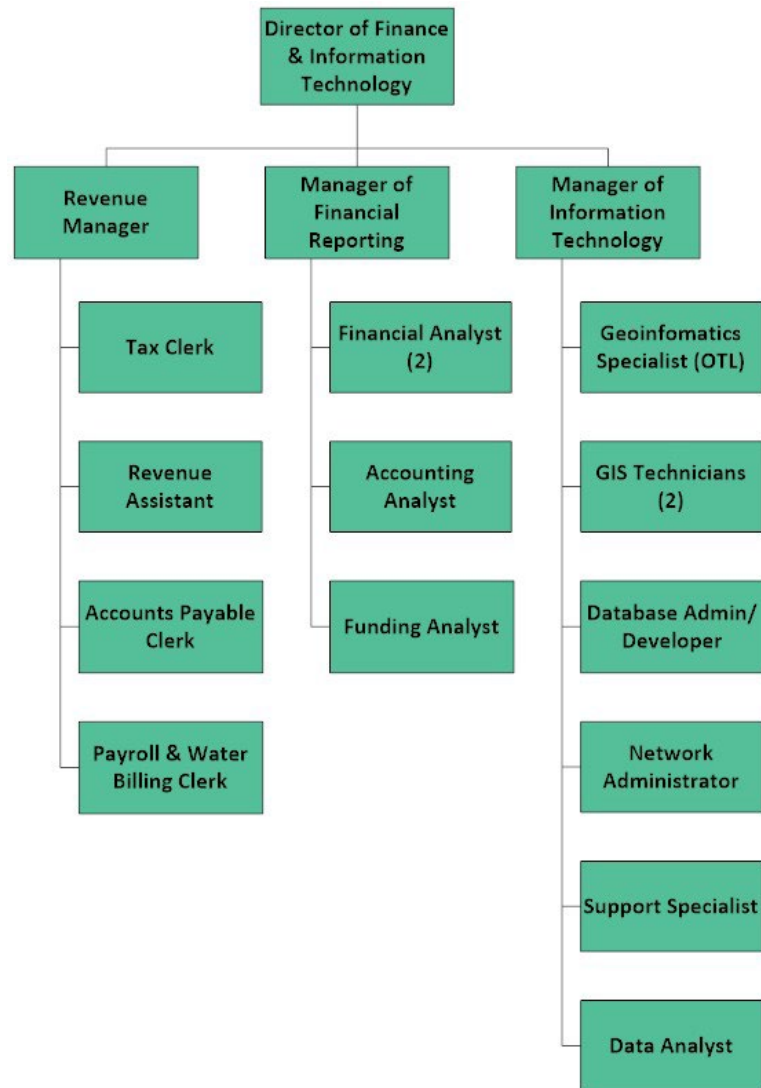 Director of Finance
& Information
Technology
Revenue
Manager
Manager of
Financial
Reporting
Manager of
Information
Technology
Tax Clerk
Revenue
Assistant
Accounts Payable
Clerk
Payroll & Water
Billing Clerk
Financial Analyst
(2)
Accounting
Analyst
Funding Analyst
Geoinfomatics
Specialist (OTL)
GIS Technicians
(2)
Database Admin/
Developer
Network
Administrator
Support Specialist
Data Analyst